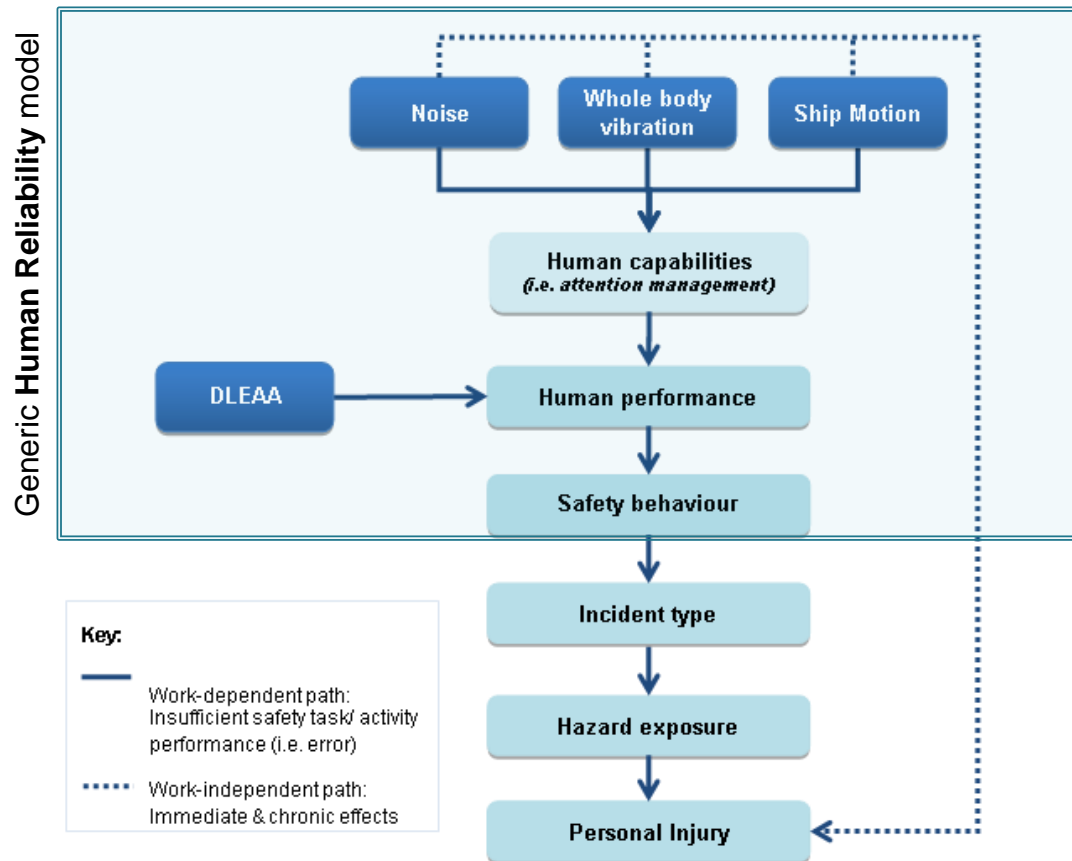 Generic Human Reliability model
Noise
Whole body
vibration
Ship Motion
Human capabilities
(i.e. attention management)
DLEAA
Human performance
Safety behaviour
Incident type
Hazard exposure
Personal Injury
Key:
Work-dependent path:
Insufficient safety task/ activity
performance (i.e. error)
Work-independent path:
Immediate & chronic effects